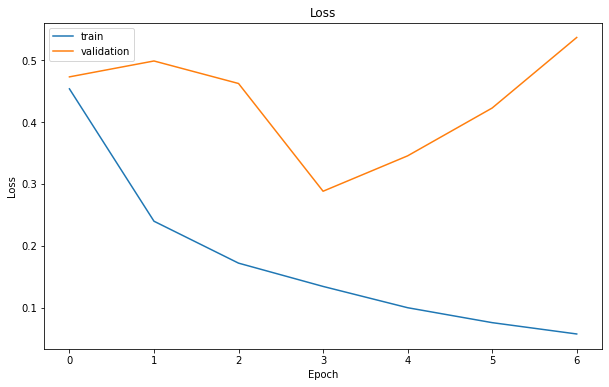 Loss
train
validation
0.5
0.4
0.3
0.2
0.1
Loss
0 1 2 3 4 5 6
Epoch